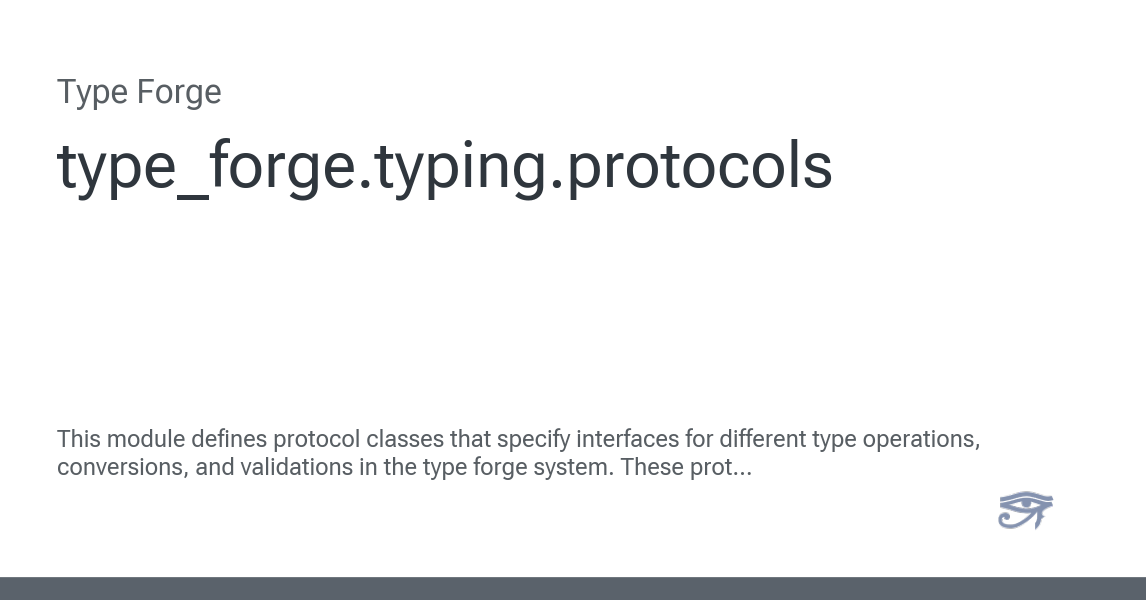 Type Forge
type_forge.typing.protocols
This module defines protocol classes that specify interfaces for different type operations,
conversions, and validations in the type forge system. These prot...